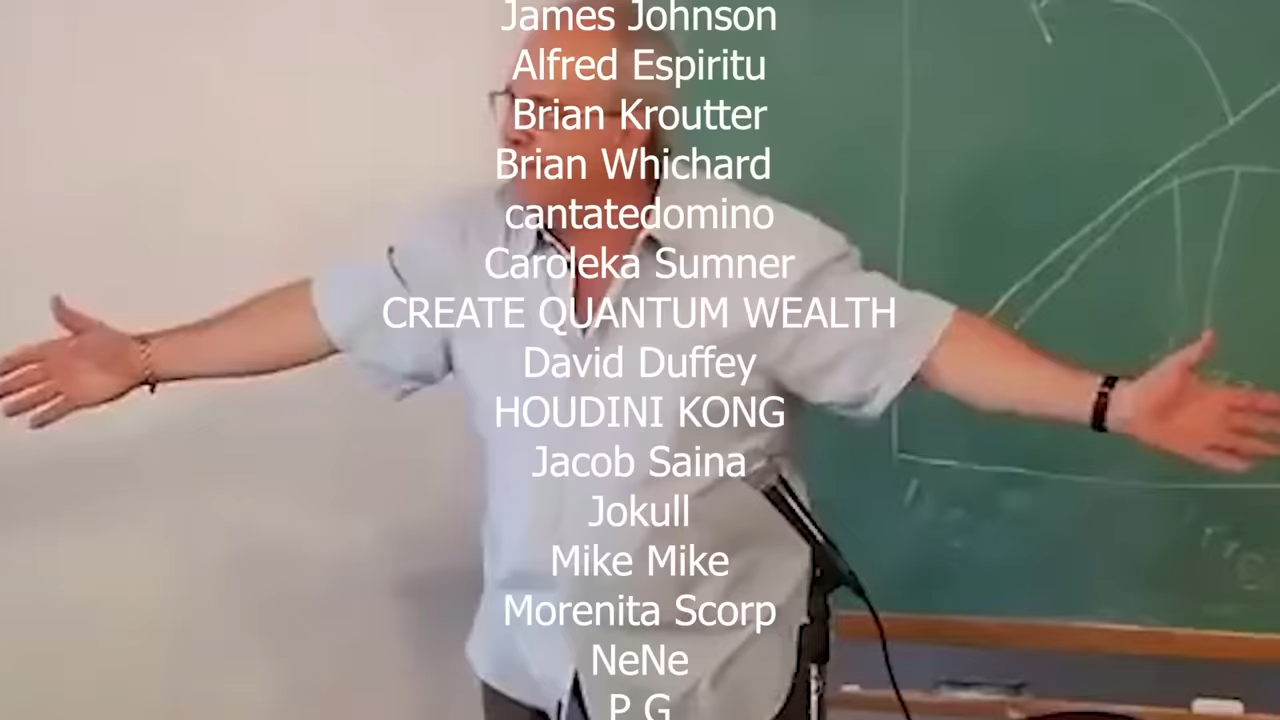 James Johnson
Alfred Espiritu
Brian Kroutter
Brian Whichard
cantatedomino
Caroleka Sumner
CREATE QUANTUM WEALTH
David Duffey
HOUDINI KONG
Jacob Saina
Jokull
Mike Mike
Morenita Scorp
NeNe
P G